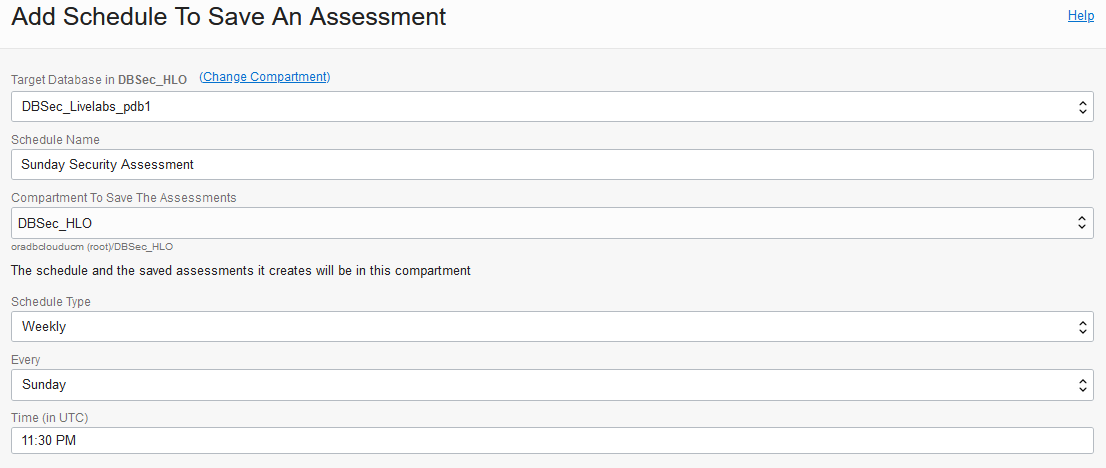 Add Schedule To Save An Assessment
Help
Target Database in DBSec_HLO (Change Compartment)
DBSec_Livelabs_pdb1
Schedule Name
Sunday Security Assessment
Compartment To Save The Assessments
DBSec_HLO
oradbclouducm (root)/DBSec_HLO
The schedule and the saved assessments it creates will be in this compartment
Schedule Type
Weekly
Every
Sunday
Time (in UTC)
11:30 PM